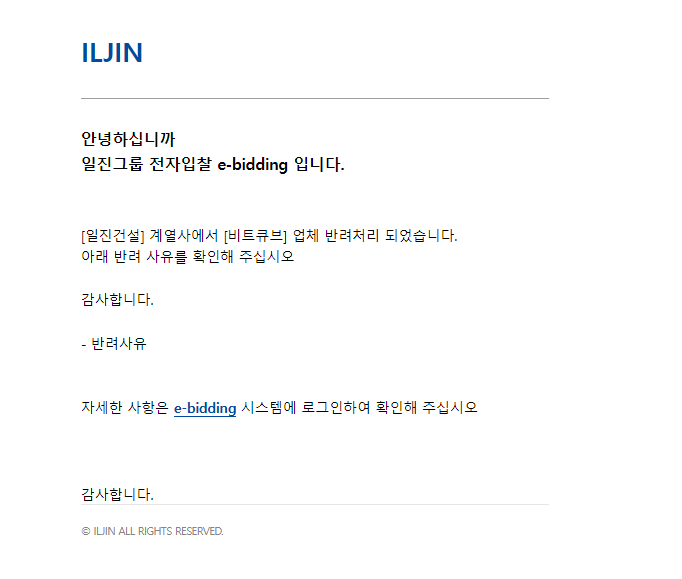 ILJIN
안녕하십니까
일진그룹 전자입찰 e-bidding 입니다.
[일진건설] 계열사에서 [비트큐브] 업체 반려처리 되었습니다.
아래 반려 사유를 확인해 주십시오
감사합니다.
- 반려사유
자세한 사항은 e-bidding 시스템에 로그인하여 확인해 주십시오
감사합니다.
© ILJIN ALL RIGHTS RESERVED.